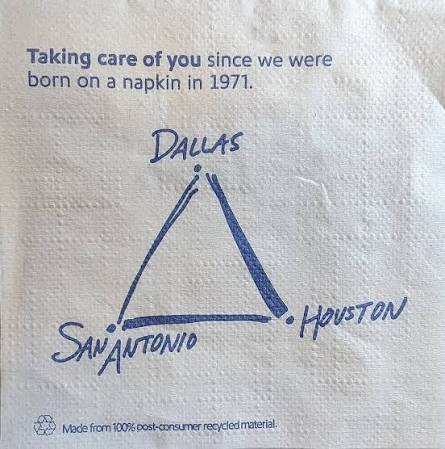 Taking care of you since we were
born on a napkin in 1971.
DALLAS
SAN ANTONIO
HOUSTON
Made from 100% post-consumer recycled material.